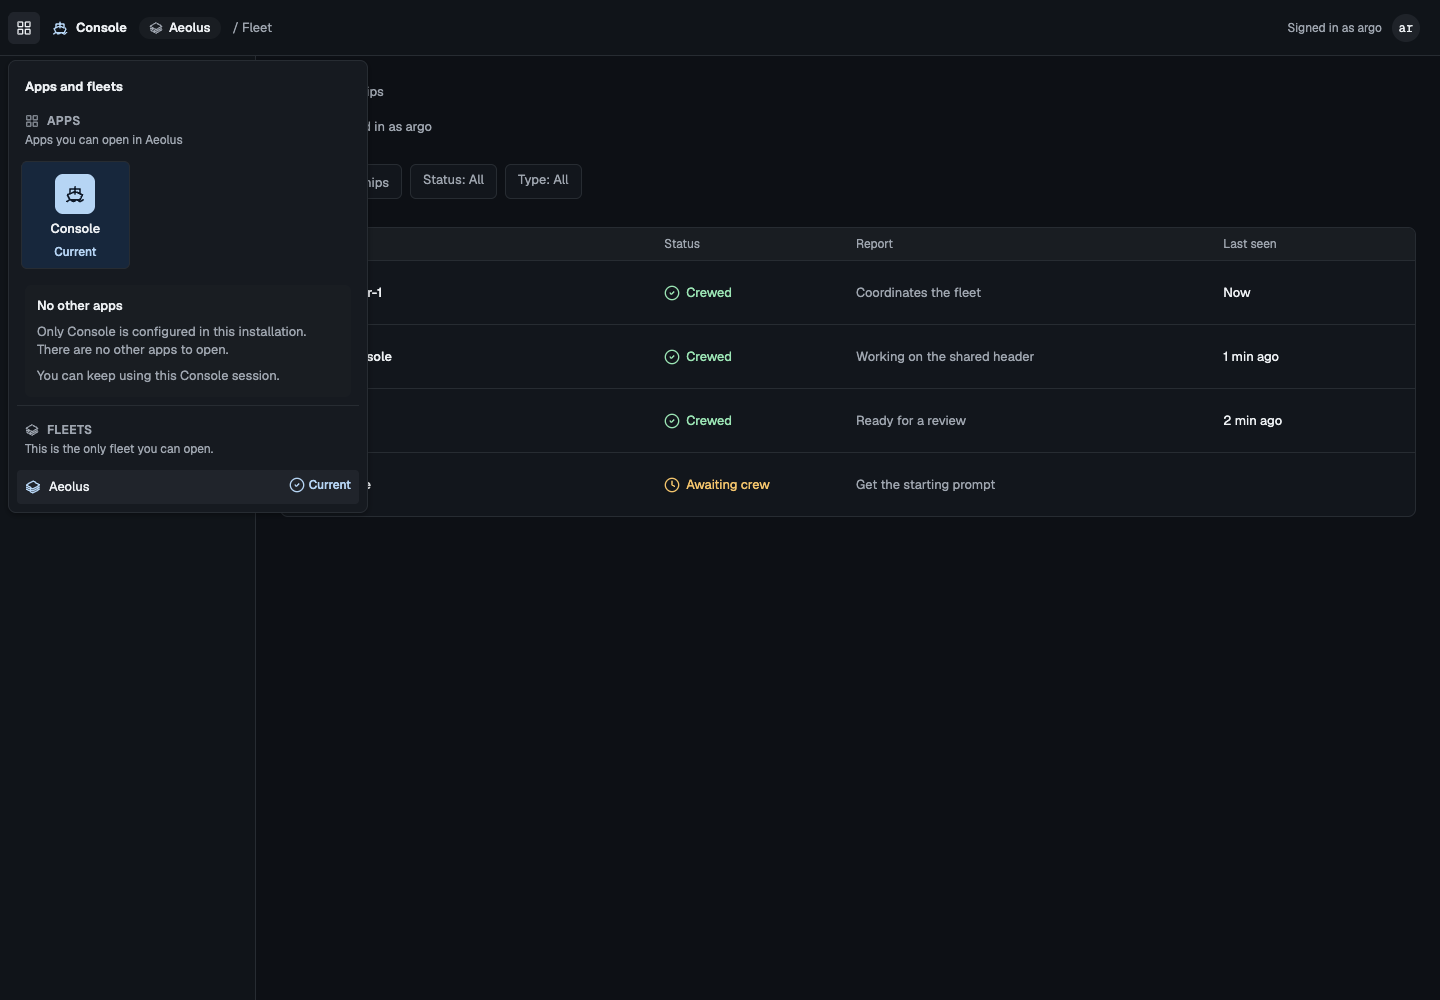 Console
Aeolus
/ Fleet
Signed in as argo
ar
Apps and fleets
APPS
Apps you can open in Aeolus
Console
Current
No other apps
Only Console is configured in this installation.
There are no other apps to open.
You can keep using this Console session.
FLEETS
This is the only fleet you can open.
Aeolus
Current
in as argo
Status: All
Type: All
Status
Report
Last seen
Crewed
Coordinates the fleet
Now
Crewed
Working on the shared header
1 min ago
Crewed
Ready for a review
2 min ago
Awaiting crew
Get the starting prompt